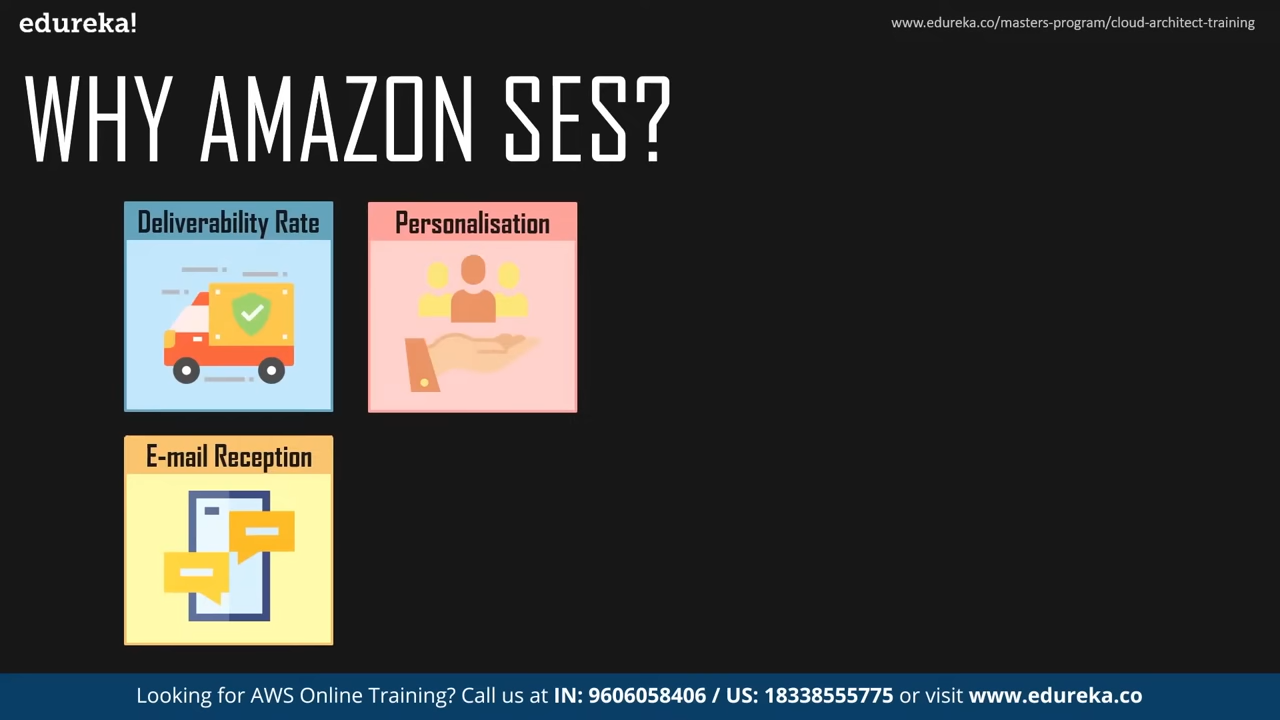 edureka!
www.edureka.co/masters-program/cloud-architect-training
WHY AMAZON SES?
Deliverability Rate
Personalisation
E-mail Reception
Looking for AWS Online Training? Call us at IN: 9606058406 / US: 18338555775 or visit www.edureka.co